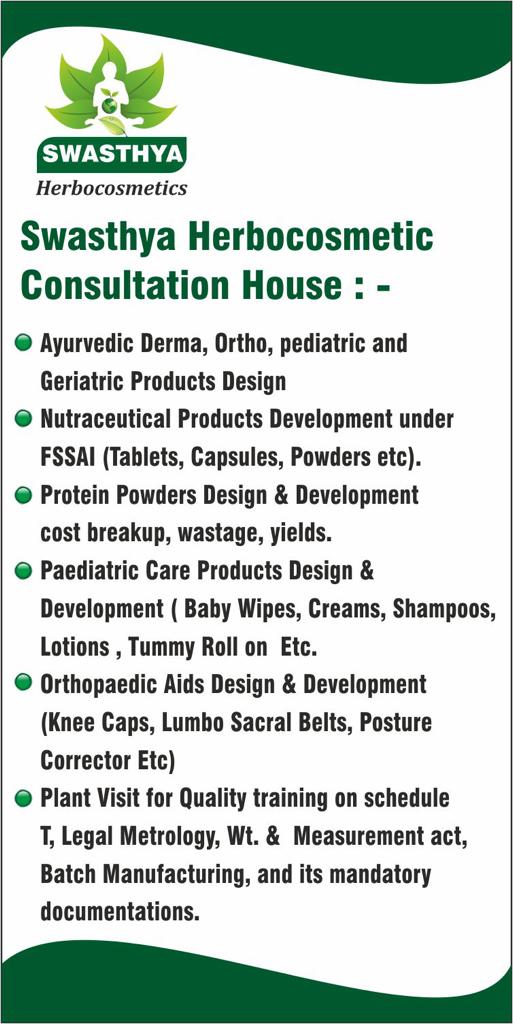 SWASTHYA
Herbocosmetics
Swasthya Herbocosmetic
Consultation House : -
Ayurvedic Derma, Ortho, pediatric and
Geriatric Products Design
Nutraceutical Products Development under
FSSAI (Tablets, Capsules, Powders etc).
Protein Powders Design & Development
cost breakup, wastage, yields.
Paediatric Care Products Design &
Development ( Baby Wipes, Creams, Shampoos,
Lotions , Tummy Roll on Etc.
Orthopaedic Aids Design & Development
(Knee Caps, Lumbo Sacral Belts, Posture
Corrector Etc)
Plant Visit for Quality training on schedule
T, Legal Metrology, Wt. & Measurement act,
Batch Manufacturing, and its mandatory
documentations.